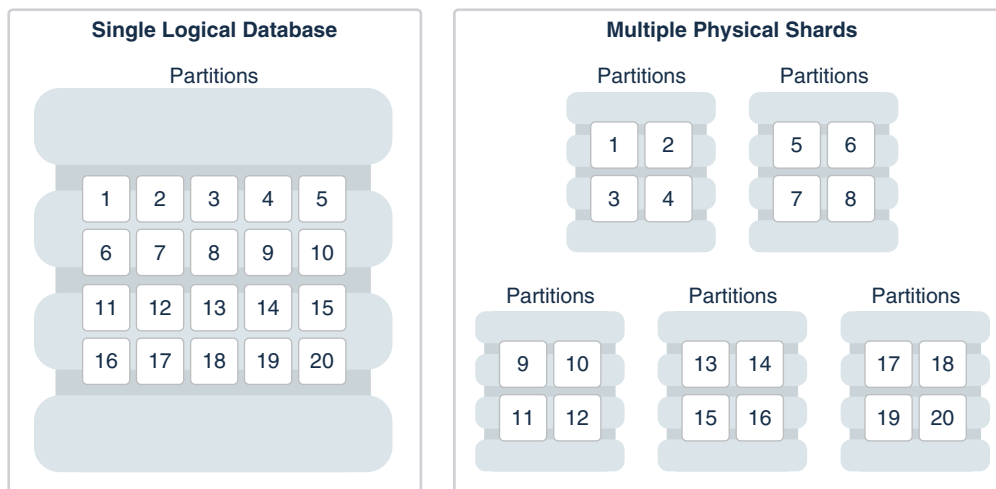 Single Logical Database
Partitions
1 2 3 4 5
6 7 8 9 10
11 12 13 14 15
16 17 18 19 20
Multiple Physical Shards
Partitions
1 2
3 4
Partitions
5 6
7 8
Partitions
9 10
11 12
Partitions
13 14
15 16
Partitions
17 18
19 20